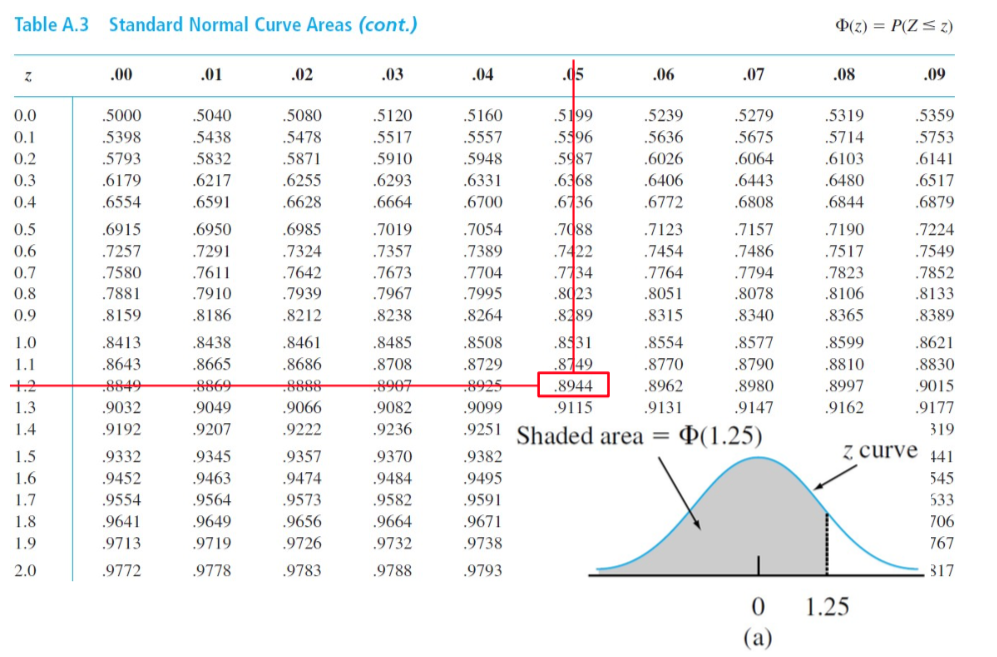 Table A.3 Standard Normal Curve Areas (cont.) Φ(z) = P(Z ≤ z)
z .00 .01 .02 .03 .04 .05 .06 .07 .08 .09
0.0 .5000 .5040 .5080 .5120 .5160 .5199 .5239 .5279 .5319 .5359
0.1 .5398 .5438 .5478 .5517 .5557 .5596 .5636 .5675 .5714 .5753
0.2 .5793 .5832 .5871 .5910 .5948 .5987 .6026 .6064 .6103 .6141
0.3 .6179 .6217 .6255 .6293 .6331 .6368 .6406 .6443 .6480 .6517
0.4 .6554 .6591 .6628 .6664 .6700 .6736 .6772 .6808 .6844 .6879
0.5 .6915 .6950 .6985 .7019 .7054 .7088 .7123 .7157 .7190 .7224
0.6 .7257 .7291 .7324 .7357 .7389 .7422 .7454 .7486 .7517 .7549
0.7 .7580 .7611 .7642 .7673 .7704 .7734 .7764 .7794 .7823 .7852
0.8 .7881 .7910 .7939 .7967 .7995 .8023 .8051 .8078 .8106 .8133
0.9 .8159 .8186 .8212 .8238 .8264 .8289 .8315 .8340 .8365 .8389
1.0 .8413 .8438 .8461 .8485 .8508 .8531 .8554 .8577 .8599 .8621
1.1 .8643 .8665 .8686 .8708 .8729 .8749 .8770 .8790 .8810 .8830
1.2 .8849 .8869 .8888 .8907 .8925 .8944 .8962 .8980 .8997 .9015
1.3 .9032 .9049 .9066 .9082 .9099 .9115 .9131 .9147 .9162 .9177
1.4 .9192 .9207 .9222 .9236 .9251 Shaded area = Φ(1.25) 319
1.5 .9332 .9345 .9357 .9370 .9382 z curve 441
1.6 .9452 .9463 .9474 .9484 .9495 545
1.7 .9554 .9564 .9573 .9582 .9591 533
1.8 .9641 .9649 .9656 .9664 .9671 706
1.9 .9713 .9719 .9726 .9732 .9738 767
2.0 .9772 .9778 .9783 .9788 .9793 817
0 1.25
(a)